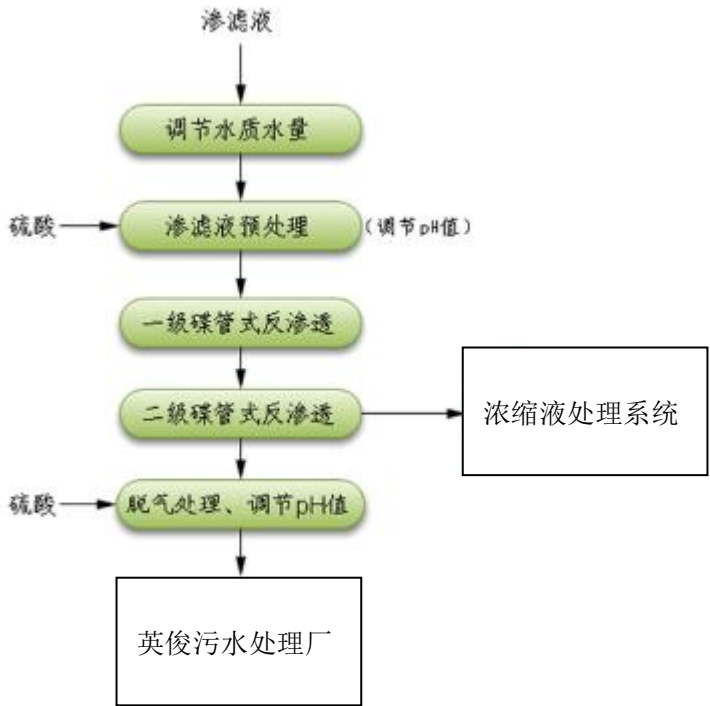 渗滤液
调节水质水量
硫酸
渗滤液预处理
(调节pH值)
一级碟管式反渗透
二级碟管式反渗透
浓缩液处理系统
硫酸
脱气处理、调节pH值
英俊污水处理厂